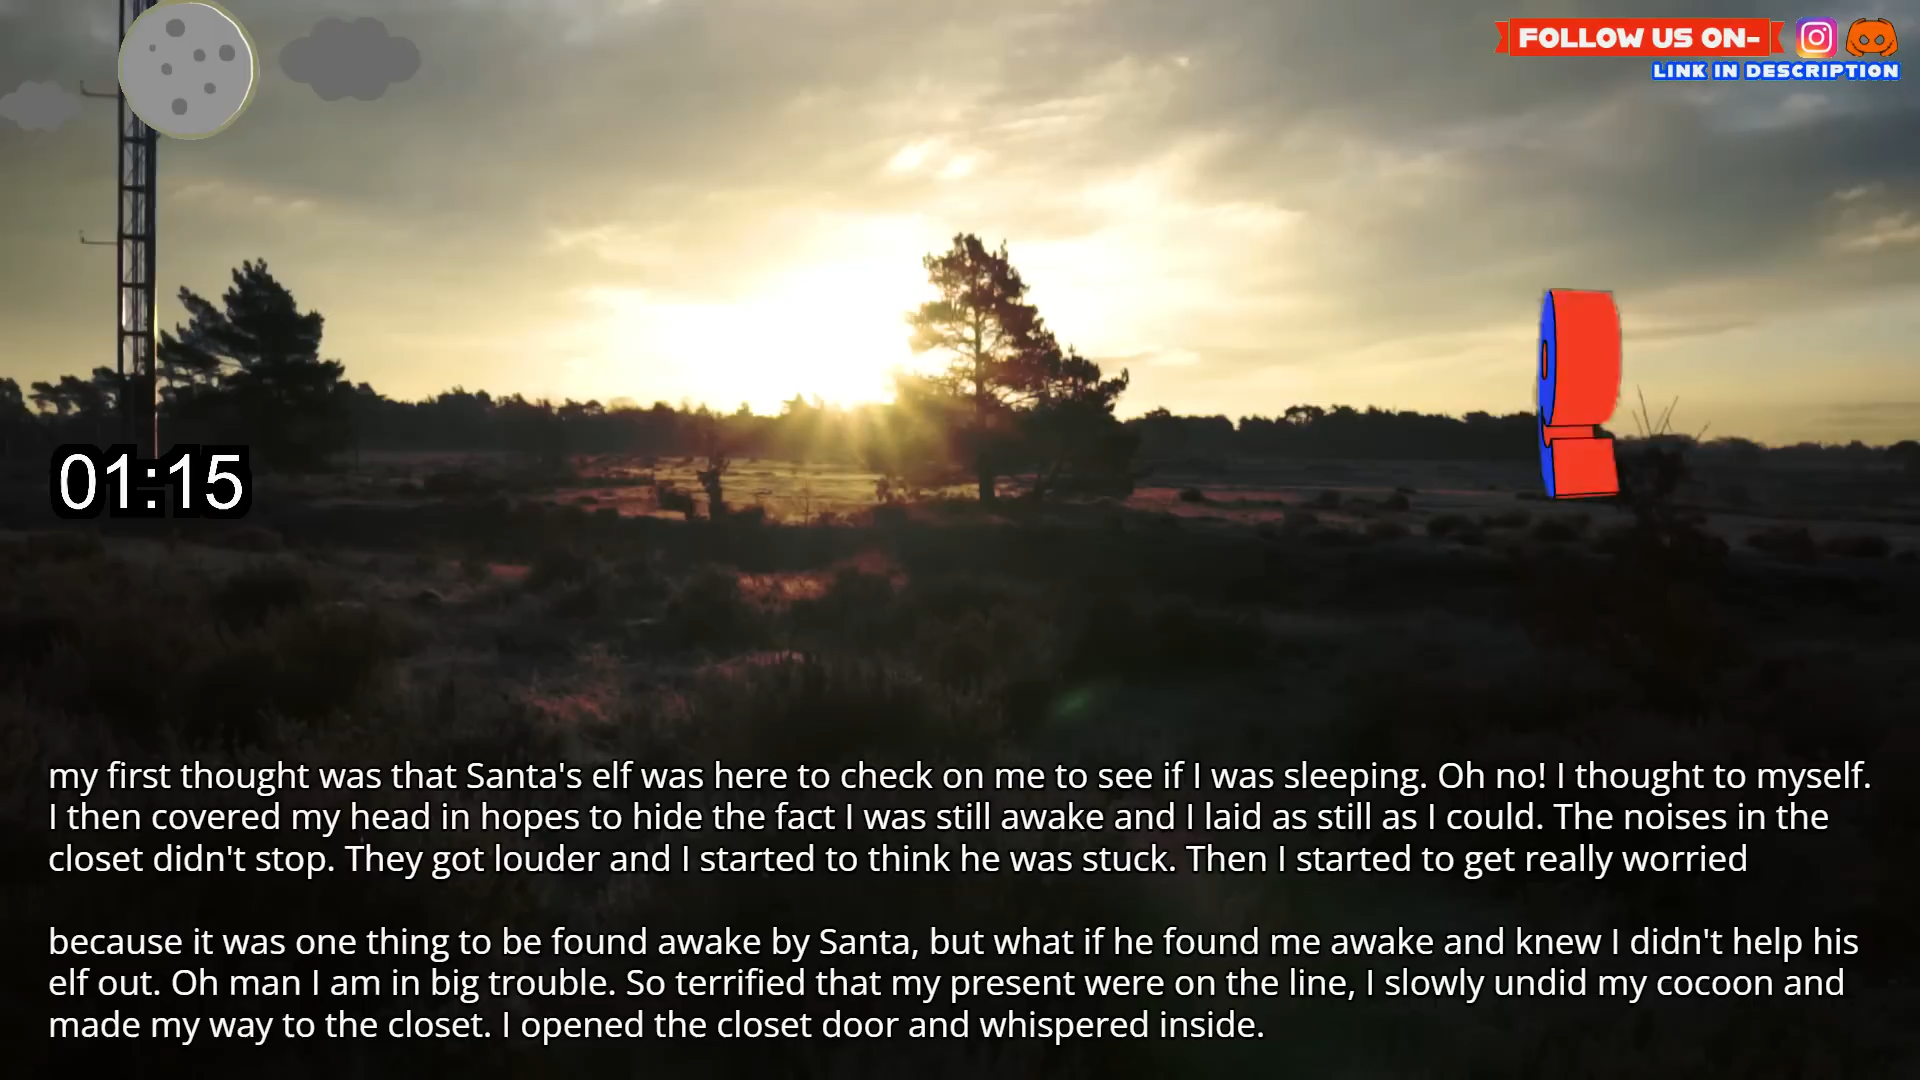 FOLLOW US ON-
LINK IN DESCRIPTION
01:15
my first thought was that Santa's elf was here to check on me to see if I was sleeping. Oh no! I thought to myself.
I then covered my head in hopes to hide the fact I was still awake and I laid as still as I could. The noises in the
closet didn't stop. They got louder and I started to think he was stuck. Then I started to get really worried
because it was one thing to be found awake by Santa, but what if he found me awake and knew I didn't help his
elf out. Oh man I am in big trouble. So terrified that my present were on the line, I slowly undid my cocoon and
made my way to the closet. I opened the closet door and whispered inside.